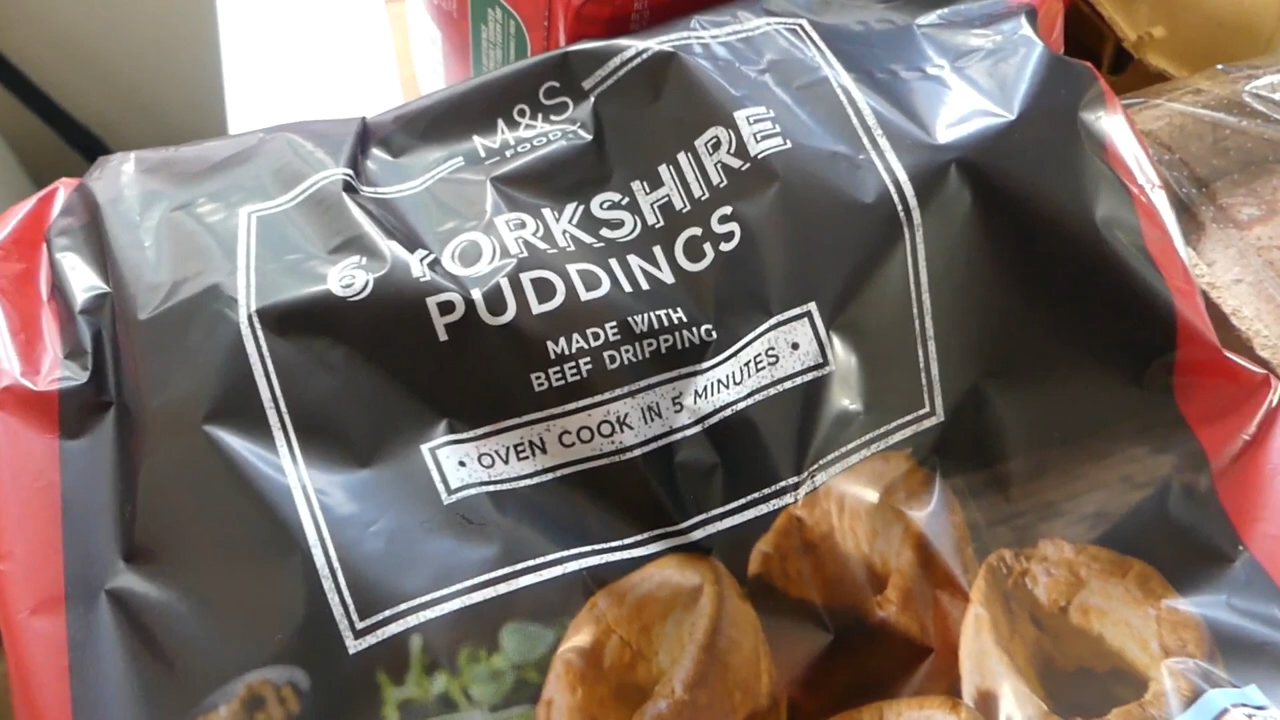 M&S
FOOD
6 YORKSHIRE
PUDDINGS
MADE WITH
BEEF DRIPPING
• OVEN COOK IN 5 MINUTES •